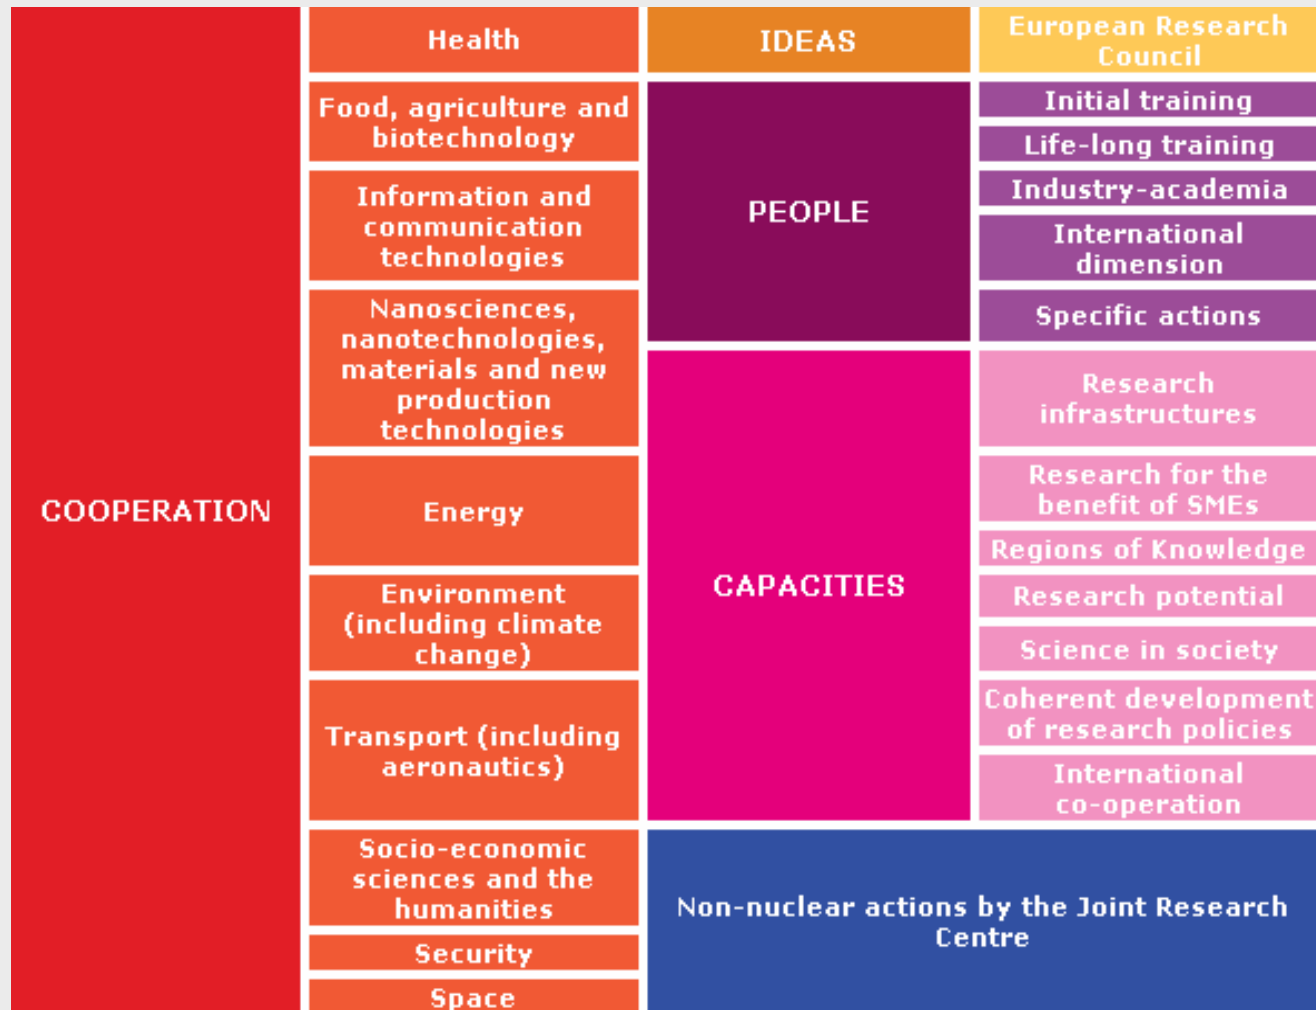 COOPERATION
Health
Food, agriculture and
biotechnology
Information and
communication
technologies
Nanosciences,
nanotechnologies,
materials and new
production
technologies
Energy
Environment
(including climate
change)
Transport (including
aeronautics)
Socio-economic
sciences and the
humanities
Security
Space
IDEAS
European Research
Council
PEOPLE
Initial training
Life-long training
Industry-academia
International
dimension
Specific actions
CAPACITIES
Research
infrastructures
Research for the
benefit of SMEs
Regions of Knowledge
Research potential
Science in society
Coherent development
of research policies
International
co-operation
Non-nuclear actions by the Joint Research
Centre